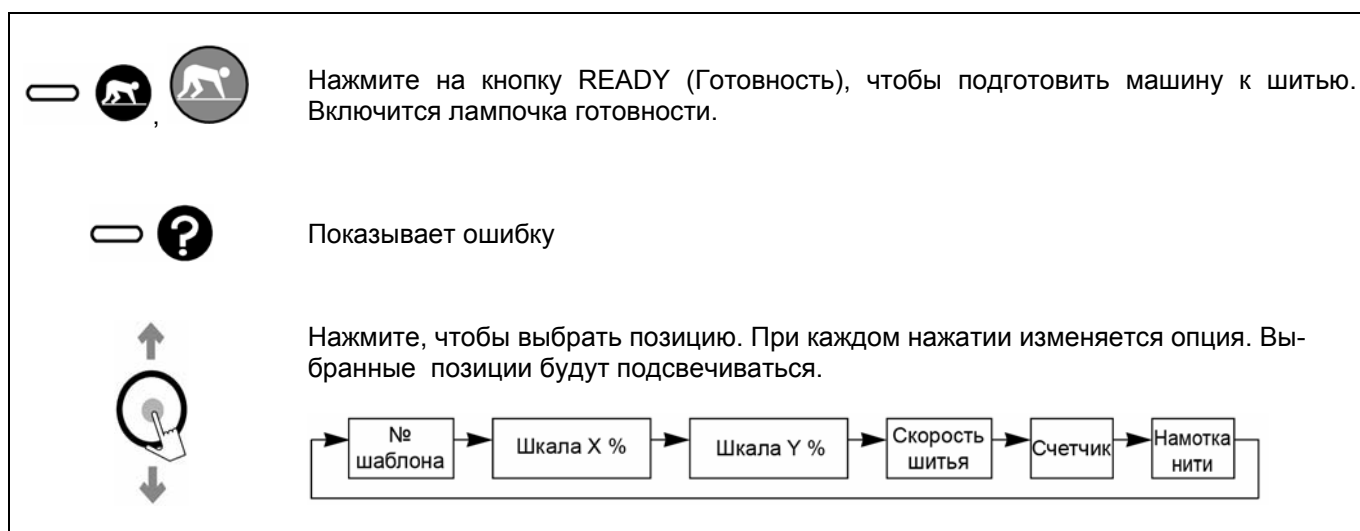 Нажмите на кнопку READY (Готовность), чтобы подготовить машину к шитью.
Включится лампочка готовности.
,
?
Показывает ошибку
Нажмите, чтобы выбрать позицию. При каждом нажатии изменяется опция. Вы-
бранные позиции будут подсвечиваться.
№
шаблона
Шкала X %
Шкала Y %
Скорость
шитья
Счетчик
Намотка
нити